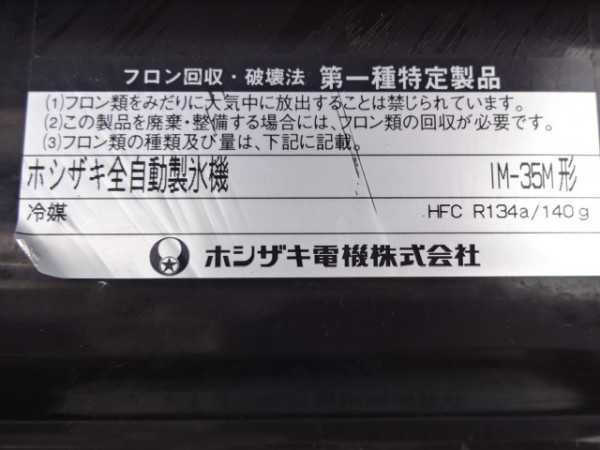 フロン回収・破壊法 第一種特定製品
(1)フロン類をみだりに大気中に放出することは禁じられています。
(2)この製品を廃棄・整備する場合には、フロン類の回収が必要です。
(3)フロン類の種類及び量は、下記に記載。
ホシザキ全自動製氷機 IM-35M形
冷媒 HFC R134a/140g
ホシザキ電機株式会社